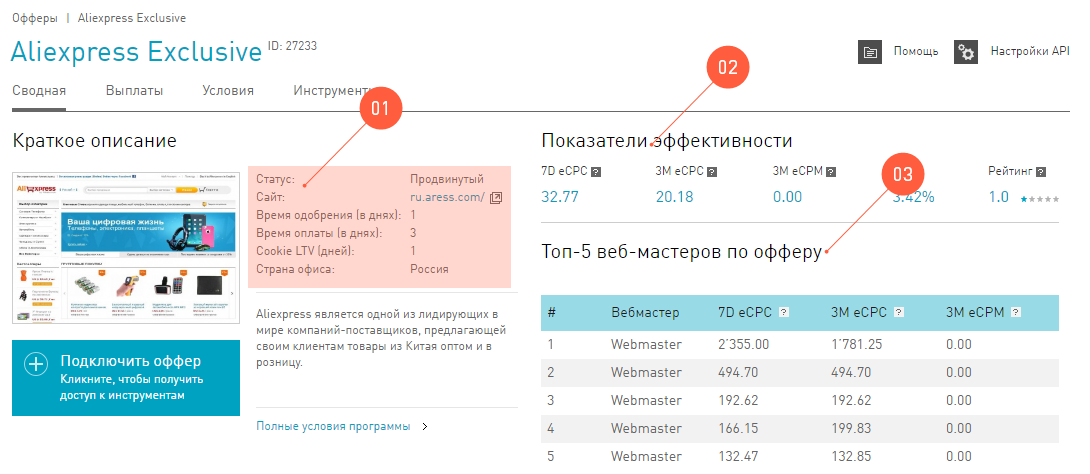 Офферы | Aliexpress Exclusive
Aliexpress Exclusive ID: 27233
Помощь
Настройки API
Сводная Выплаты Условия Инструменты
01
02
03
Краткое описание
AliExpress
Ваша цифровая жизнь
Телефоны, электроника, планшеты
Статус: Продвинутый
Сайт: ru.aress.com/
Время одобрения (в днях): 1
Время оплаты (в днях): 3
Cookie LTV (дней): 1
Страна офиса: Россия
Aliexpress является одной из лидирующих в
мире компаний-поставщиков, предлагающей
своим клиентам товары из Китая оптом и в
розницу.
Подключить оффер
Кликните, чтобы получить
доступ к инструментам
Полные условия программы
Показатели эффективности
7D eCPC ? 3M eCPC ? 3M eCPM ? Рейтинг ?
32.77 20.18 0.00 3.42% 1.0
Топ-5 веб-мастеров по офферу
# Вебмастер 7D eCPC ? 3M eCPC ? 3M eCPM ?
1 Webmaster 2'355.00 1'781.25 0.00
2 Webmaster 494.70 494.70 0.00
3 Webmaster 192.62 192.62 0.00
4 Webmaster 166.15 199.83 0.00
5 Webmaster 132.47 132.85 0.00